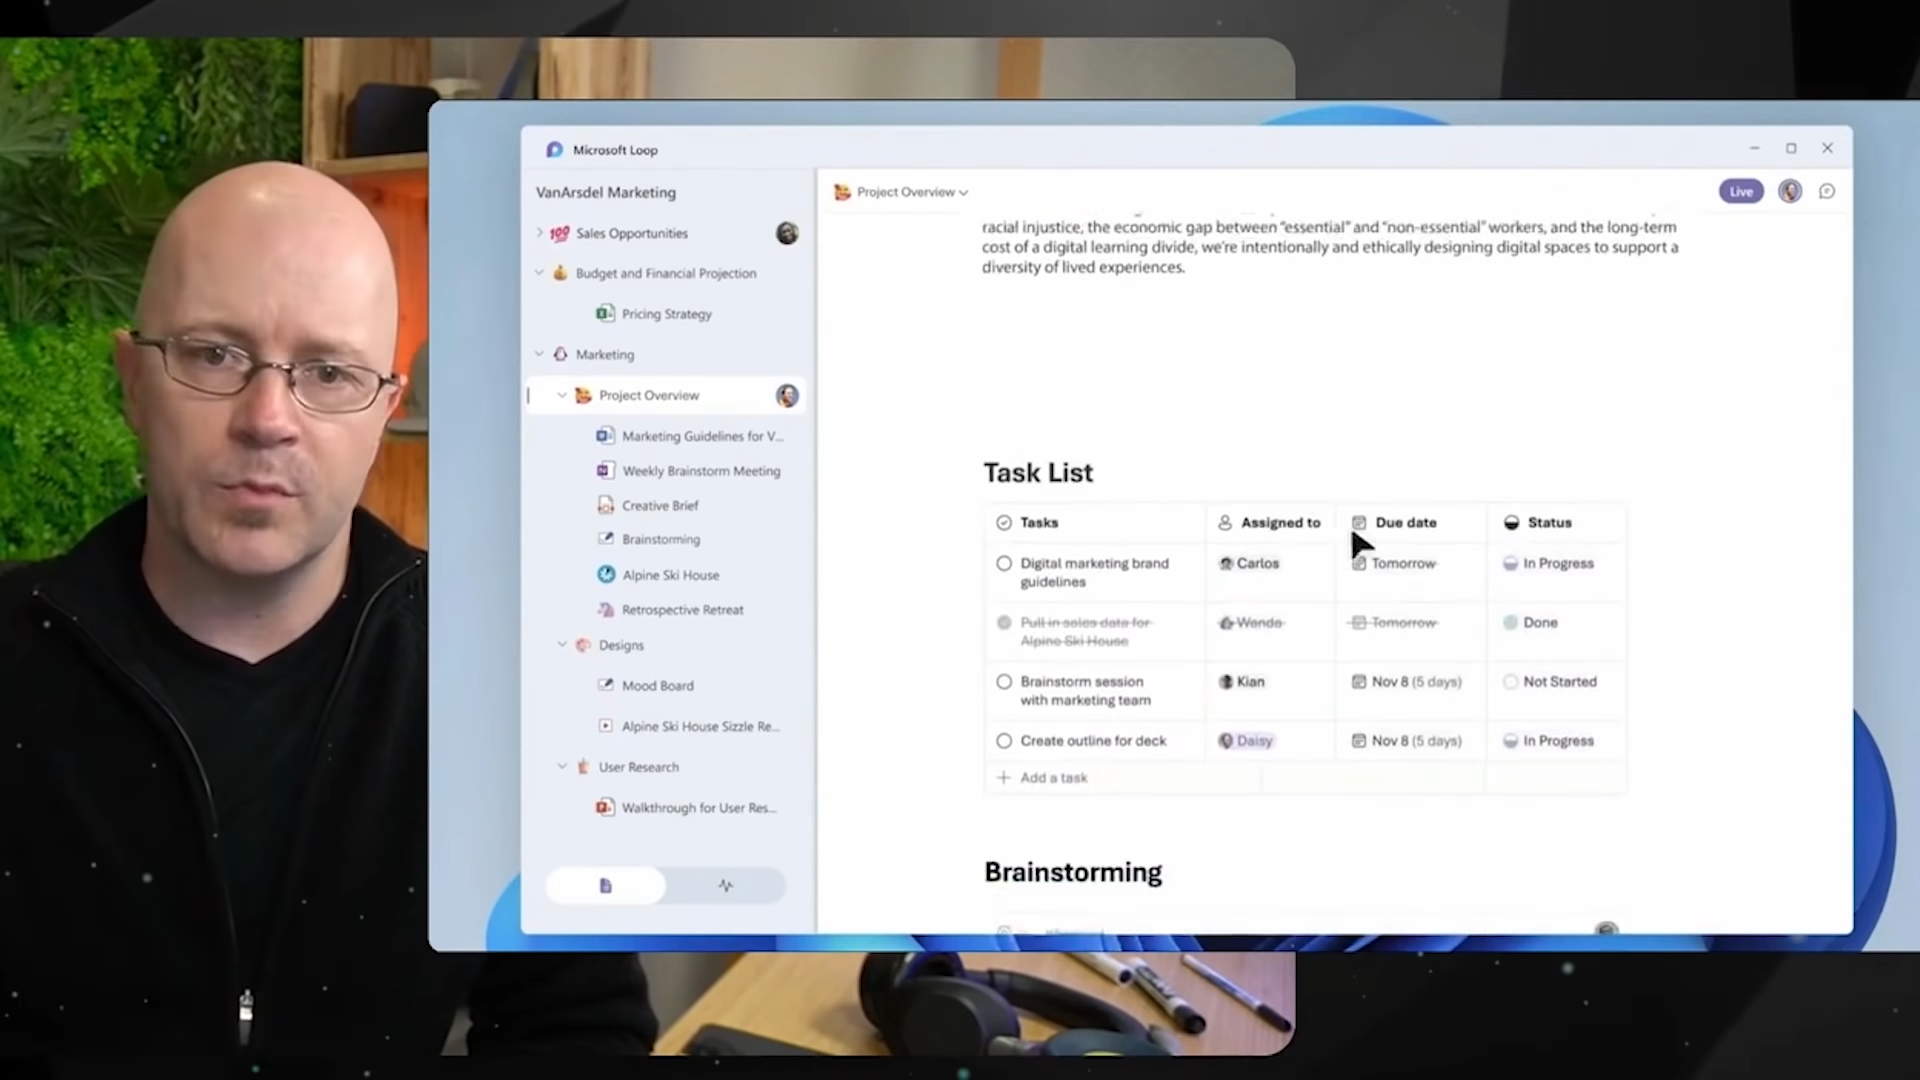 Microsoft Loop
VanArsdel Marketing
Sales Opportunities
Budget and Financial Projection
Pricing Strategy
Marketing
Project Overview
Marketing Guidelines for V...
Weekly Brainstorm Meeting
Creative Brief
Brainstorming
Alpine Ski House
Retrospective Retreat
Designs
Mood Board
Alpine Ski House Sizzle Re...
User Research
Walkthrough for User Res...
Project Overview
Live
racial injustice, the economic gap between “essential” and “non-essential” workers, and the long-term
cost of a digital learning divide, we’re intentionally and ethically designing digital spaces to support a
diversity of lived experiences.
Task List
Tasks Assigned to Due date Status
Digital marketing brand Carlos Tomorrow In Progress
guidelines
Pull in sales data for Wanda Tomorrow Done
Alpine Ski House
Brainstorm session Kian Nov 8 (5 days) Not Started
with marketing team
Create outline for deck Daisy Nov 8 (5 days) In Progress
+ Add a task
Brainstorming